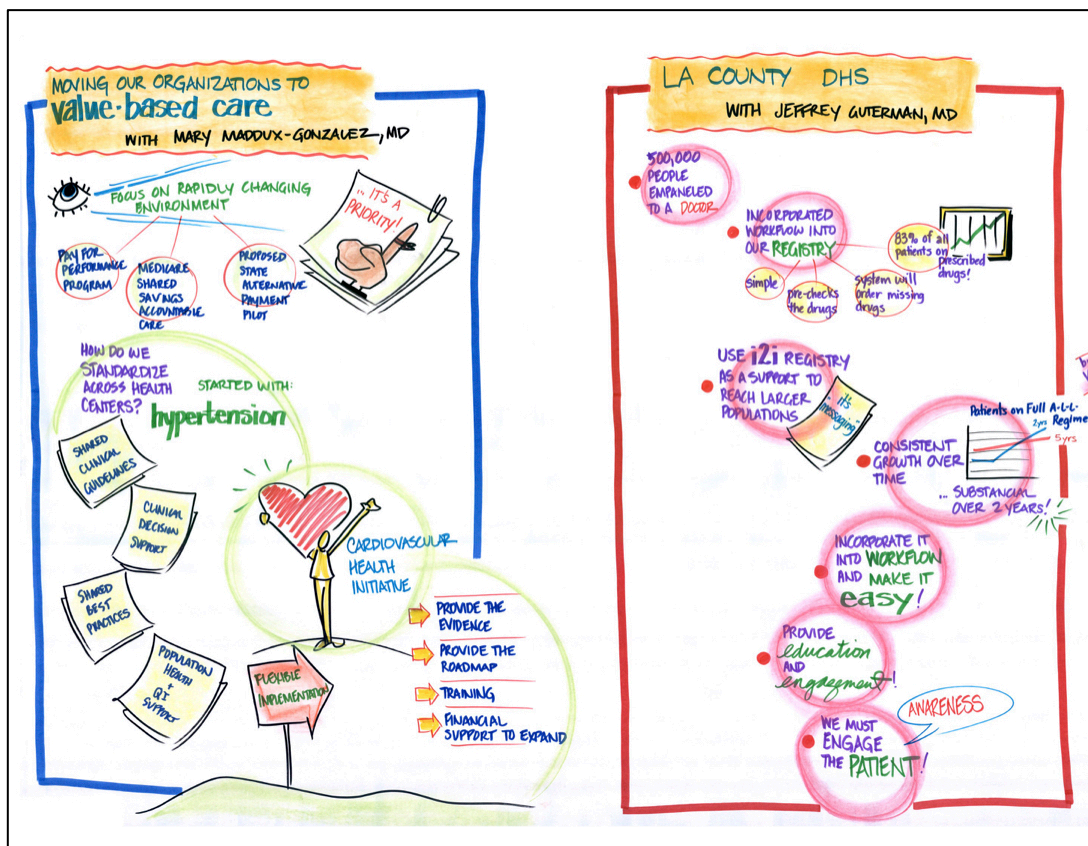 MOVING OUR ORGANIZATIONS TO
value-based care
WITH MARY MADDUX-GONZALEZ, MD
FOCUS ON RAPIDLY CHANGING
ENVIRONMENT
... IT'S A
PRIORITY!
PAY FOR
PERFORMANCE
PROGRAM
MEDICARE
SHARED
SAVINGS
ACCOUNTABLE
CARE
PROPOSED
STATE
ALTERNATIVE
PAYMENT
PILOT
HOW DO WE
STANDARDIZE
ACROSS HEALTH
CENTERS?
STARTED WITH:
hypertension
SHARED
CLINICAL
GUIDELINES
CLINICAL
DECISION
SUPPORT
SHARED
BEST
PRACTICES
POPULATION
HEALTH
+
QI
SUPPORT
CARDIOVASCULAR
HEALTH
INITIATIVE
FLEXIBLE
IMPLEMENTATION
PROVIDE THE
EVIDENCE
PROVIDE THE
ROADMAP
TRAINING
FINANCIAL
SUPPORT TO EXPAND
LA COUNTY DHS
WITH JEFFREY GUTERMAN, MD
500,000
PEOPLE
EMPANELED
TO A DOCTOR
INCORPORATED
WORKFLOW INTO
OUR REGISTRY
simple
pre-checks
the drugs
system will
order missing
drugs
83% of all
patients on
prescribed
drugs!
USE i2i REGISTRY
AS A SUPPORT TO
REACH LARGER
POPULATIONS
it's
"messaging"
CONSISTENT
GROWTH OVER
TIME
Patients on Full A-L-L
Regime
2yrs
5yrs
... SUBSTANCIAL
OVER 2 YEARS!
INCORPORATE IT
INTO WORKFLOW
AND MAKE IT
easy!
PROVIDE
education
AND
engagement!
AWARENESS
WE MUST
ENGAGE
THE PATIENT!